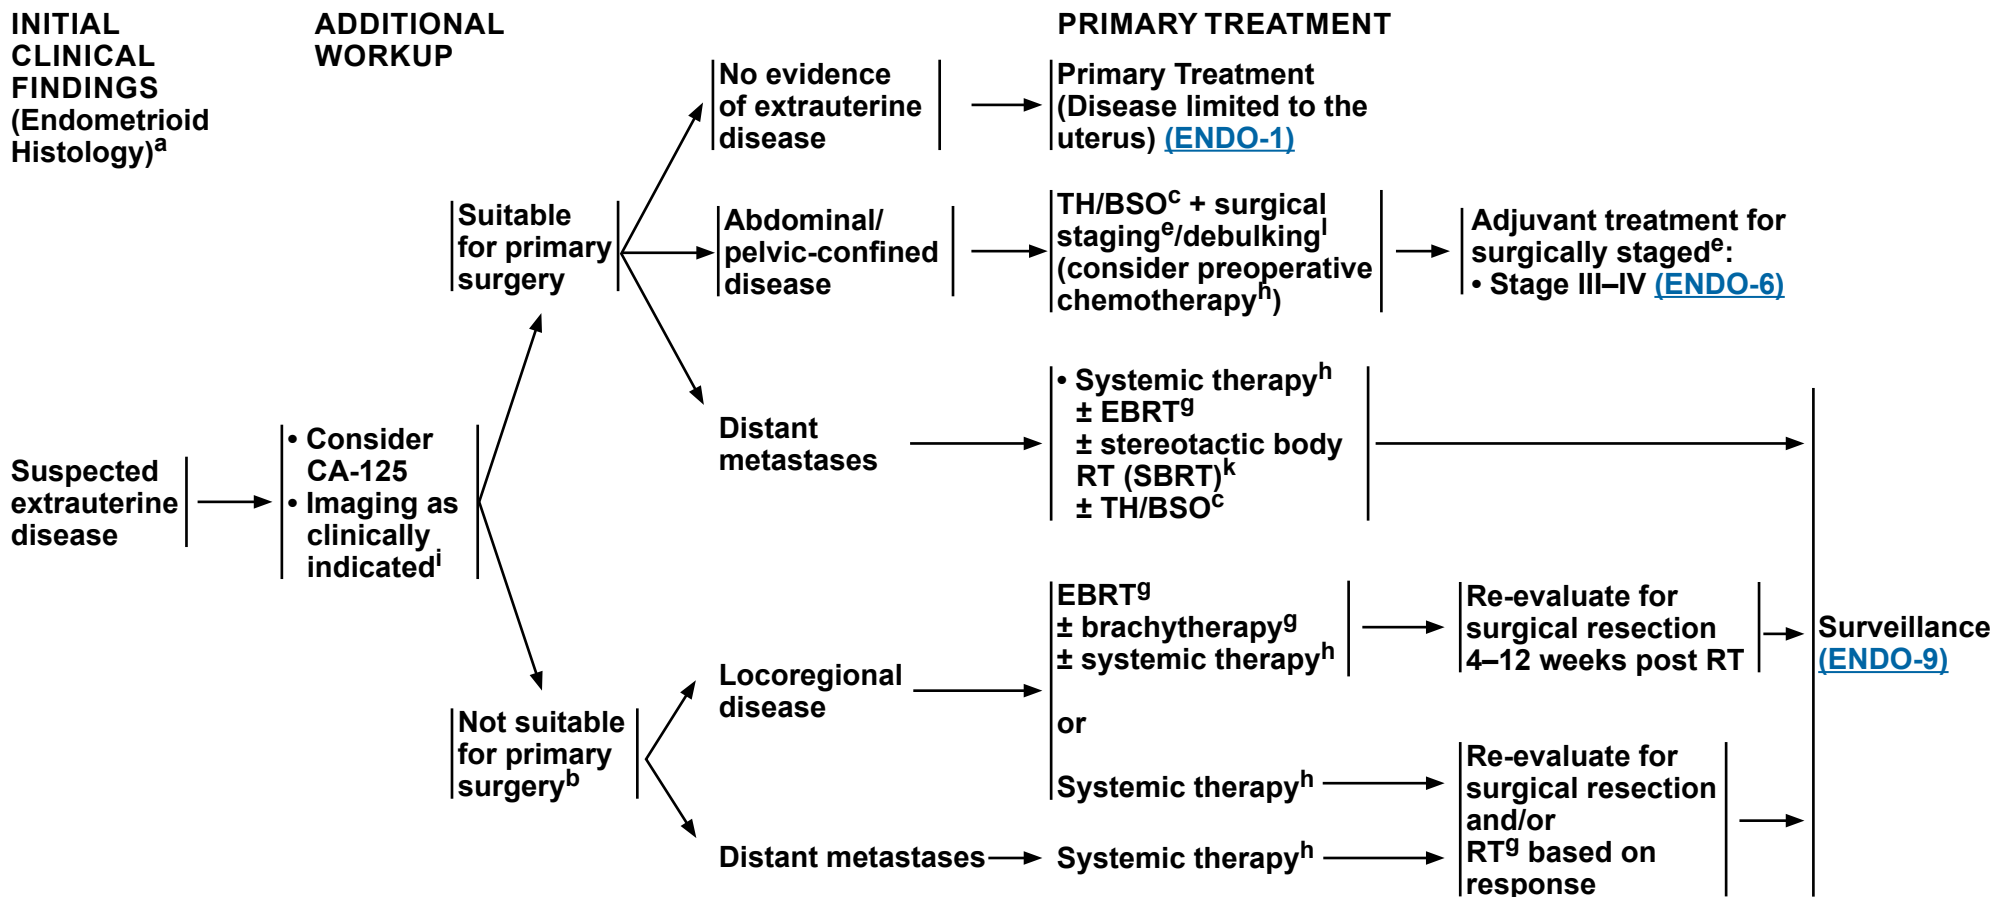 INITIAL
CLINICAL
FINDINGS
(Endometrioid
Histology)a
ADDITIONAL
WORKUP
PRIMARY TREATMENT
Suspected
extrauterine
disease
• Consider
CA-125
• Imaging as
clinically
indicatedi
Suitable
for primary
surgery
No evidence
of extrauterine
disease
Primary Treatment
(Disease limited to the
uterus) (ENDO-1)
Abdominal/
pelvic-confined
disease
TH/BSOc + surgical
staginge/debulkingl
(consider preoperative
chemotherapyh)
Adjuvant treatment for
surgically stagede:
• Stage III–IV (ENDO-6)
Distant
metastases
• Systemic therapyh
± EBRTg
± stereotactic body
RT (SBRT)k
± TH/BSOc
Not suitable
for primary
surgeryb
Locoregional
disease
EBRTg
± brachytherapyg
± systemic therapyh
Re-evaluate for
surgical resection
4–12 weeks post RT
or
Systemic therapyh
Distant metastases
Systemic therapyh
Re-evaluate for
surgical resection
and/or
RTg based on
response
Surveillance
(ENDO-9)